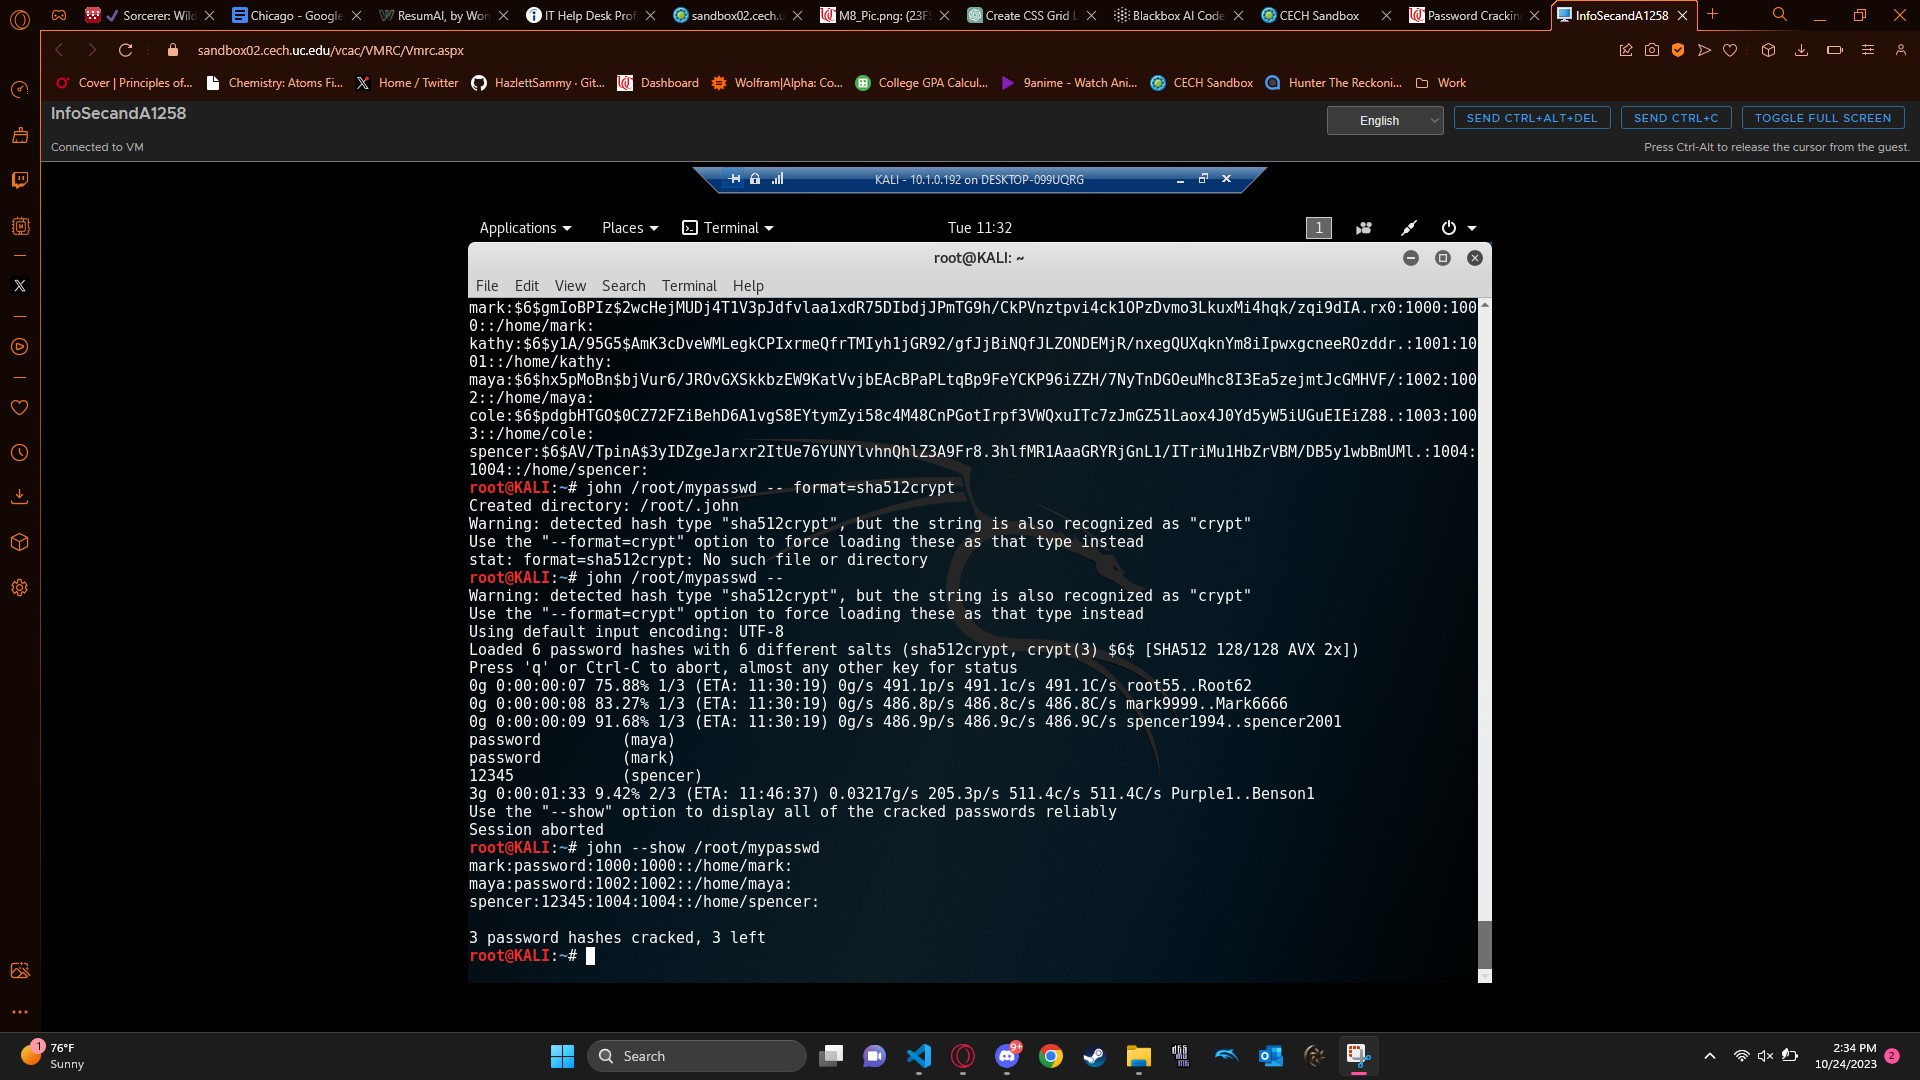 Sorcerer: Wild
Chicago - Google
ResumAI, by Won
IT Help Desk Prof
sandbox02.cech.u
M8_Pic.png: (23F
Create CSS Grid L
Blackbox AI Code
CECH Sandbox
Password Crackin
InfoSecandA1258
sandbox02.cech.uc.edu/vcac/VMRC/Vmrc.aspx
Cover | Principles of...
Chemistry: Atoms Fi...
Home / Twitter
HazlettSammy · Git...
Dashboard
Wolfram|Alpha: Co...
College GPA Calcul...
9anime - Watch Ani...
CECH Sandbox
Hunter The Reckoni...
Work
InfoSecandA1258
English
SEND CTRL+ALT+DEL
SEND CTRL+C
TOGGLE FULL SCREEN
Connected to VM
Press Ctrl-Alt to release the cursor from the guest.
KALI - 10.1.0.192 on DESKTOP-099UQRG
Applications
Places
Terminal
Tue 11:32
1
root@KALI: ~
File Edit View Search Terminal Help
mark:$6$gmIoBPIz$2wcHejMUDj4T1V3pJdfvlaa1xdR75DIbdjJPmTG9h/CkPVnztpvi4ck1OPzDvmo3LkuxMi4hqk/zqi9dIA.rx0:1000:100
0::/home/mark:
kathy:$6$y1A/95G5$AmK3cDveWMLegkCPIxrmeQfrTMIyh1jGR92/gfJjBiNQfJLZONDEMjR/nxegQUXqknYm8iIpwxgcneeROzddr.:1001:10
01::/home/kathy:
maya:$6$hx5pMoBn$bjVur6/JROvGXSkkbzEW9KatVvjbEAcBPaPLtqBp9FeYCKP96iZZH/7NyTnDGOeuMhc8I3Ea5zejmtJcGMHVF/:1002:100
2::/home/maya:
cole:$6$pdgbHTGO$0CZ72FZiBehD6A1vgS8EYtymZyi58c4M48CnPGotIrpf3VWQxuITc7zJmGZ51Laox4J0Yd5yW5iUGuEIEiZ88.:1003:100
3::/home/cole:
spencer:$6$AV/TpinA$3yIDZgeJarxr2ItUe76YUNYlvhnQhlZ3A9Fr8.3hlfMR1AaaGRYRjGnL1/ITriMu1HbZrVBM/DB5y1wbBmUMl.:1004:
1004::/home/spencer:
root@KALI:~# john /root/mypasswd -- format=sha512crypt
Created directory: /root/.john
Warning: detected hash type "sha512crypt", but the string is also recognized as "crypt"
Use the "--format=crypt" option to force loading these as that type instead
stat: format=sha512crypt: No such file or directory
root@KALI:~# john /root/mypasswd --
Warning: detected hash type "sha512crypt", but the string is also recognized as "crypt"
Use the "--format=crypt" option to force loading these as that type instead
Using default input encoding: UTF-8
Loaded 6 password hashes with 6 different salts (sha512crypt, crypt(3) $6$ [SHA512 128/128 AVX 2x])
Press 'q' or Ctrl-C to abort, almost any other key for status
0g 0:00:00:07 75.88% 1/3 (ETA: 11:30:19) 0g/s 491.1p/s 491.1c/s 491.1C/s root55..Root62
0g 0:00:00:08 83.27% 1/3 (ETA: 11:30:19) 0g/s 486.8p/s 486.8c/s 486.8C/s mark9999..Mark6666
0g 0:00:00:09 91.68% 1/3 (ETA: 11:30:19) 0g/s 486.9p/s 486.9c/s 486.9C/s spencer1994..spencer2001
password (maya)
password (mark)
12345 (spencer)
3g 0:00:01:33 9.42% 2/3 (ETA: 11:46:37) 0.03217g/s 205.3p/s 511.4c/s 511.4C/s Purple1..Benson1
Use the "--show" option to display all of the cracked passwords reliably
Session aborted
root@KALI:~# john --show /root/mypasswd
mark:password:1000:1000::/home/mark:
maya:password:1002:1002::/home/maya:
spencer:12345:1004:1004::/home/spencer:
3 password hashes cracked, 3 left
root@KALI:~#
1
76°F
Sunny
Search
9+
2:34 PM
10/24/2023
2